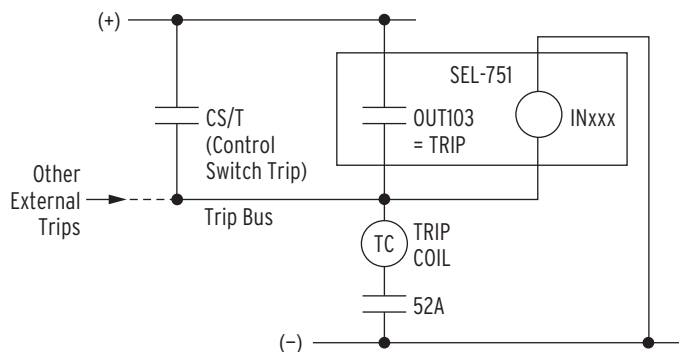 (+)
SEL-751
CS/T
(Control
Switch Trip)
OUT103
= TRIP
INxxx
Other
External
Trips
Trip Bus
TC
TRIP
COIL
52A
(–)